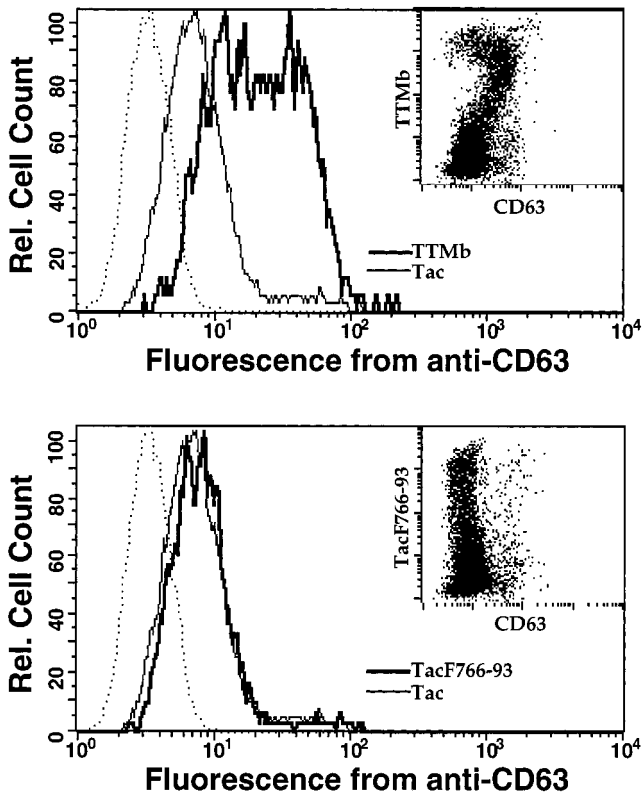 100
80
60
40
20
0
Rel. Cell Count
TTMb
CD63
TTMb
Tac
10^0 10^1 10^2 10^3 10^4
Fluorescence from anti-CD63
100
80
60
40
20
0
Rel. Cell Count
TacF766-93
CD63
TacF766-93
Tac
10^0 10^1 10^2 10^3 10^4
Fluorescence from anti-CD63